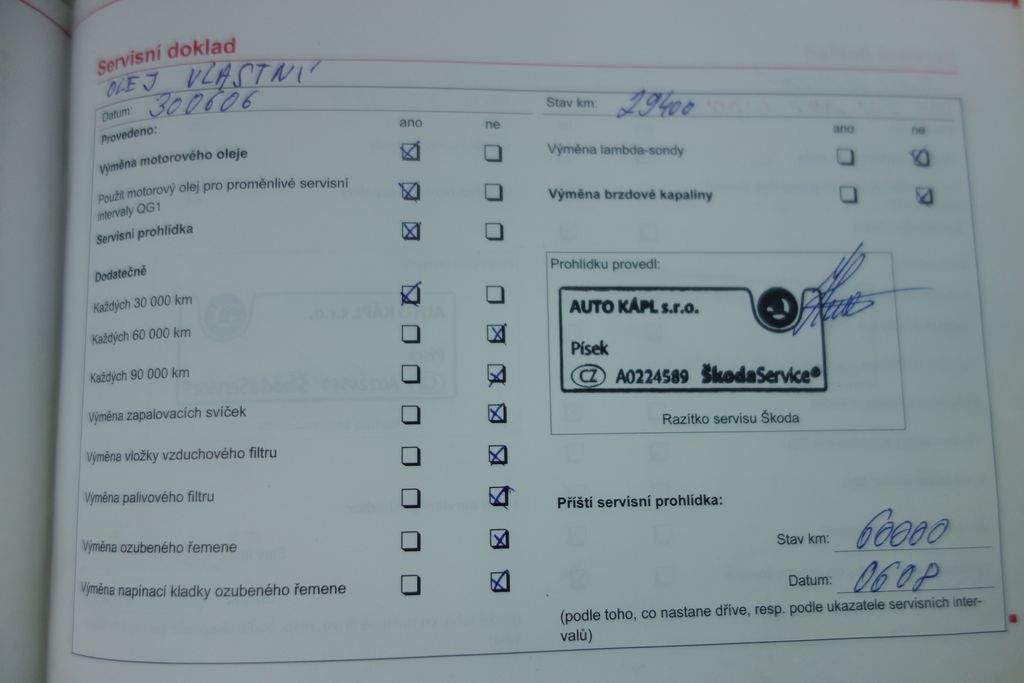 Servisní doklad
OLEJ VLASTNÍ
Datum: 300606
Provedeno: ano ne
Výměna motorového oleje
Použit motorový olej pro proměnlivé servisní
intervaly QG1
Servisní prohlídka
Dodatečně
Každých 30 000 km
Každých 60 000 km
Každých 90 000 km
Výměna zapalovacích svíček
Výměna vložky vzduchového filtru
Výměna palivového filtru
Výměna ozubeného řemene
Výměna napínací kladky ozubeného řemene
Stav km: 29400
ano ne
Výměna lambda-sondy
Výměna brzdové kapaliny
Prohlídku provedl:
AUTO KÁPL s.r.o.
Písek
CZ A0224589 ŠkodaService®
Razítko servisu Škoda
Příští servisní prohlídka:
Stav km: 60000
Datum: 0608
(podle toho, co nastane dříve, resp. podle ukazatele servisních inter-
valů)